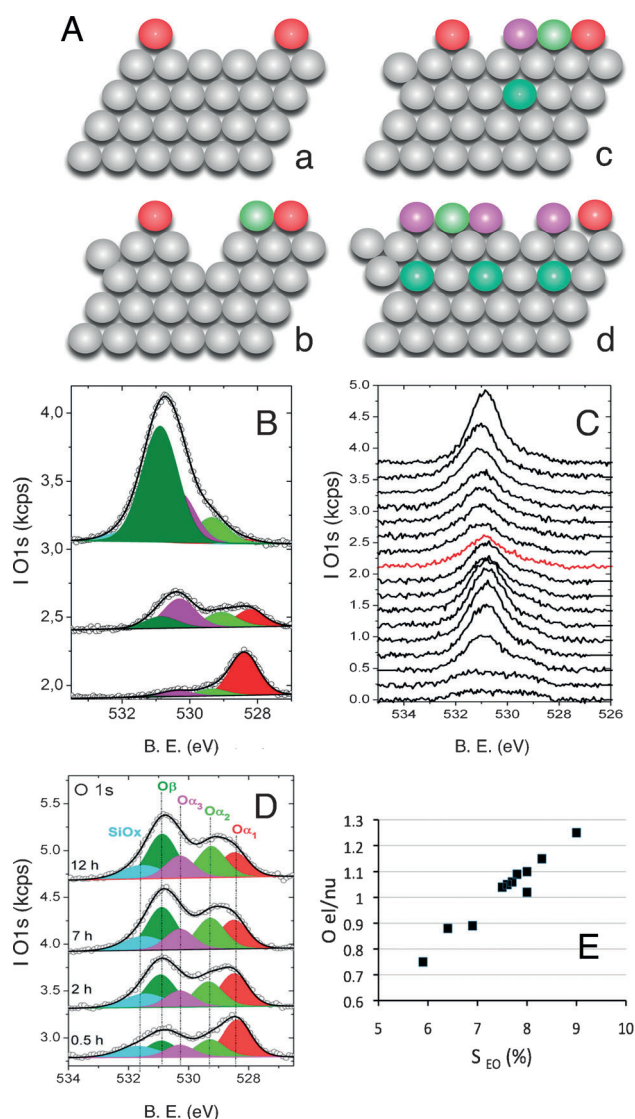 A
a
c
b
d
B
I O1s (kcps)
4,0
3,5
3,0
2,5
2,0
532 530 528
B. E. (eV)
C
I O1s (kcps)
5.0
4.5
4.0
3.5
3.0
2.5
2.0
1.5
1.0
0.5
0.0
535 530 526
B. E. (eV)
D
O 1s
SiOx
Oβ
Oα3
Oα2
Oα1
I O1s (kcps)
5.75
5.0
4.75
4.25
4.0
3.5
3.0
12 h
7 h
2 h
0.5 h
534 532 530 528
B. E. (eV)
E
O el/nu
1.3
1.2
1.1
1
0.9
0.8
0.7
0.6
5 6 7 8 9 10
S EO (%)